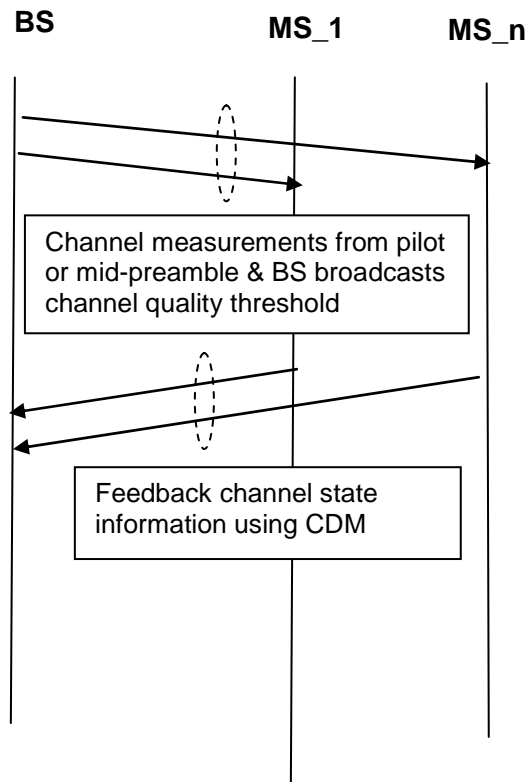 BS MS_1 MS_n
Channel measurements from pilot
or mid-preamble & BS broadcasts
channel quality threshold
Feedback channel state
information using CDM